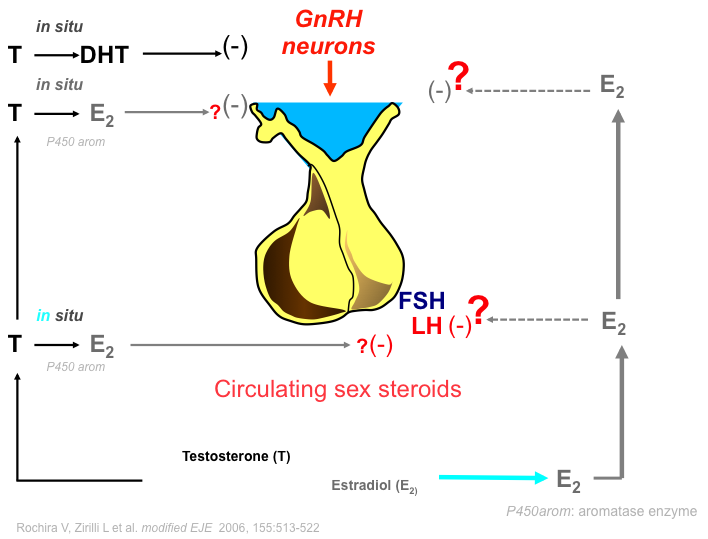 in situ
T DHT (-)
GnRH
neurons
in situ
T E2 ?(-)
P450 arom
(-)? E2
FSH
LH (-)? E2
in situ
T E2 ?(-)
P450 arom
Circulating sex steroids
Testosterone (T)
Estradiol (E2) E2
P450arom: aromatase enzyme
Rochira V, Zirilli L et al. modified EJE 2006, 155:513-522